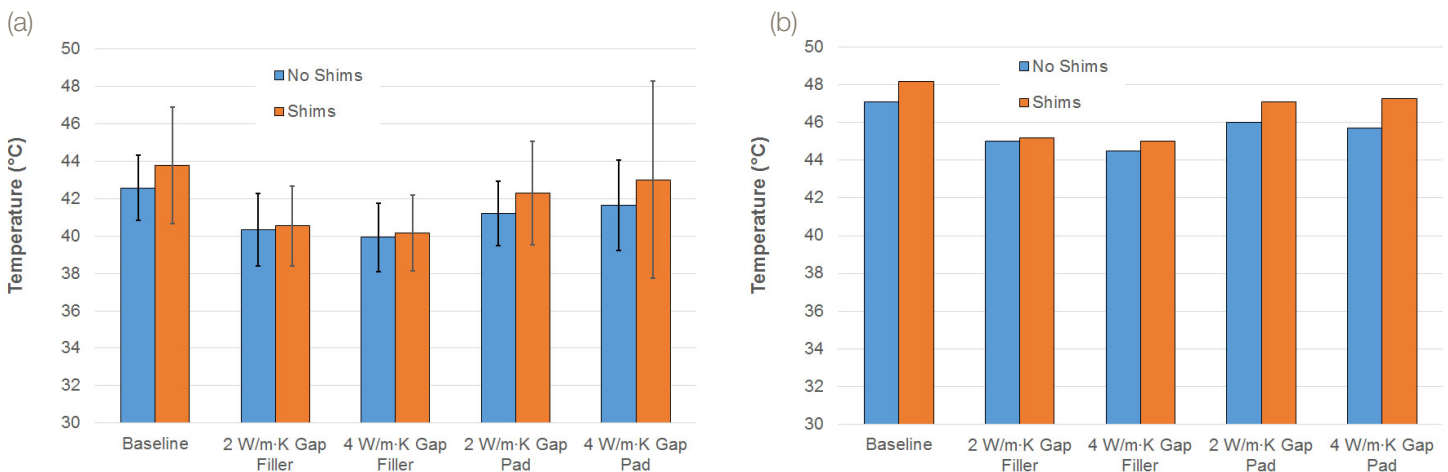 (a)
50
48
46
44
42
40
38
36
34
32
30
Temperature (°C)
No Shims
Shims
Baseline
2 W/m·K Gap
Filler
4 W/m·K Gap
Filler
2 W/m·K Gap
Pad
4 W/m·K Gap
Pad
(b)
50
48
46
44
42
40
38
36
34
32
30
Temperature (°C)
No Shims
Shims
Baseline
2 W/m·K Gap
Filler
4 W/m·K Gap
Filler
2 W/m·K Gap
Pad
4 W/m·K Gap
Pad